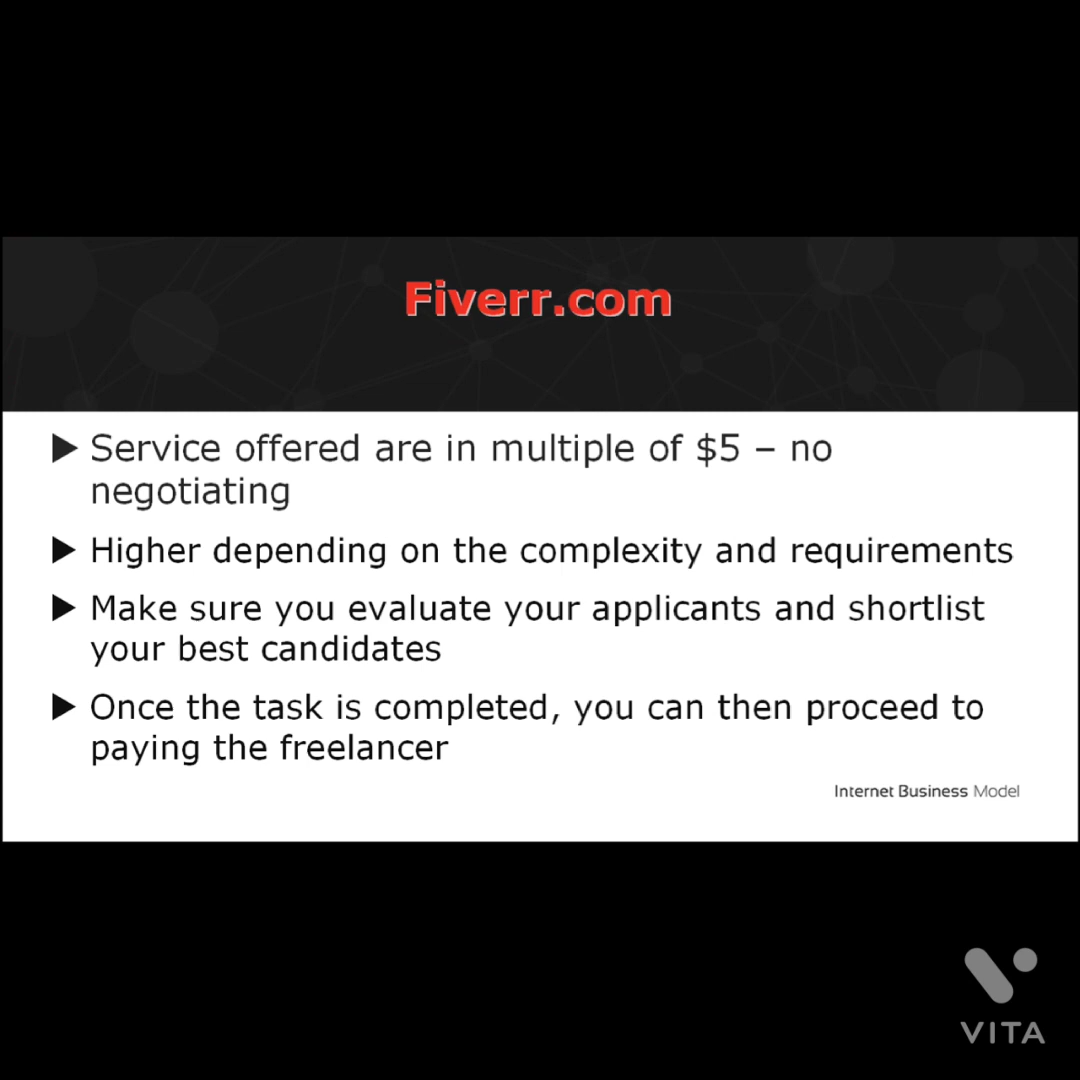 Fiverr.com
▶ Service offered are in multiple of $5 – no
negotiating
▶ Higher depending on the complexity and requirements
▶ Make sure you evaluate your applicants and shortlist
your best candidates
▶ Once the task is completed, you can then proceed to
paying the freelancer
Internet Business Model
VITA